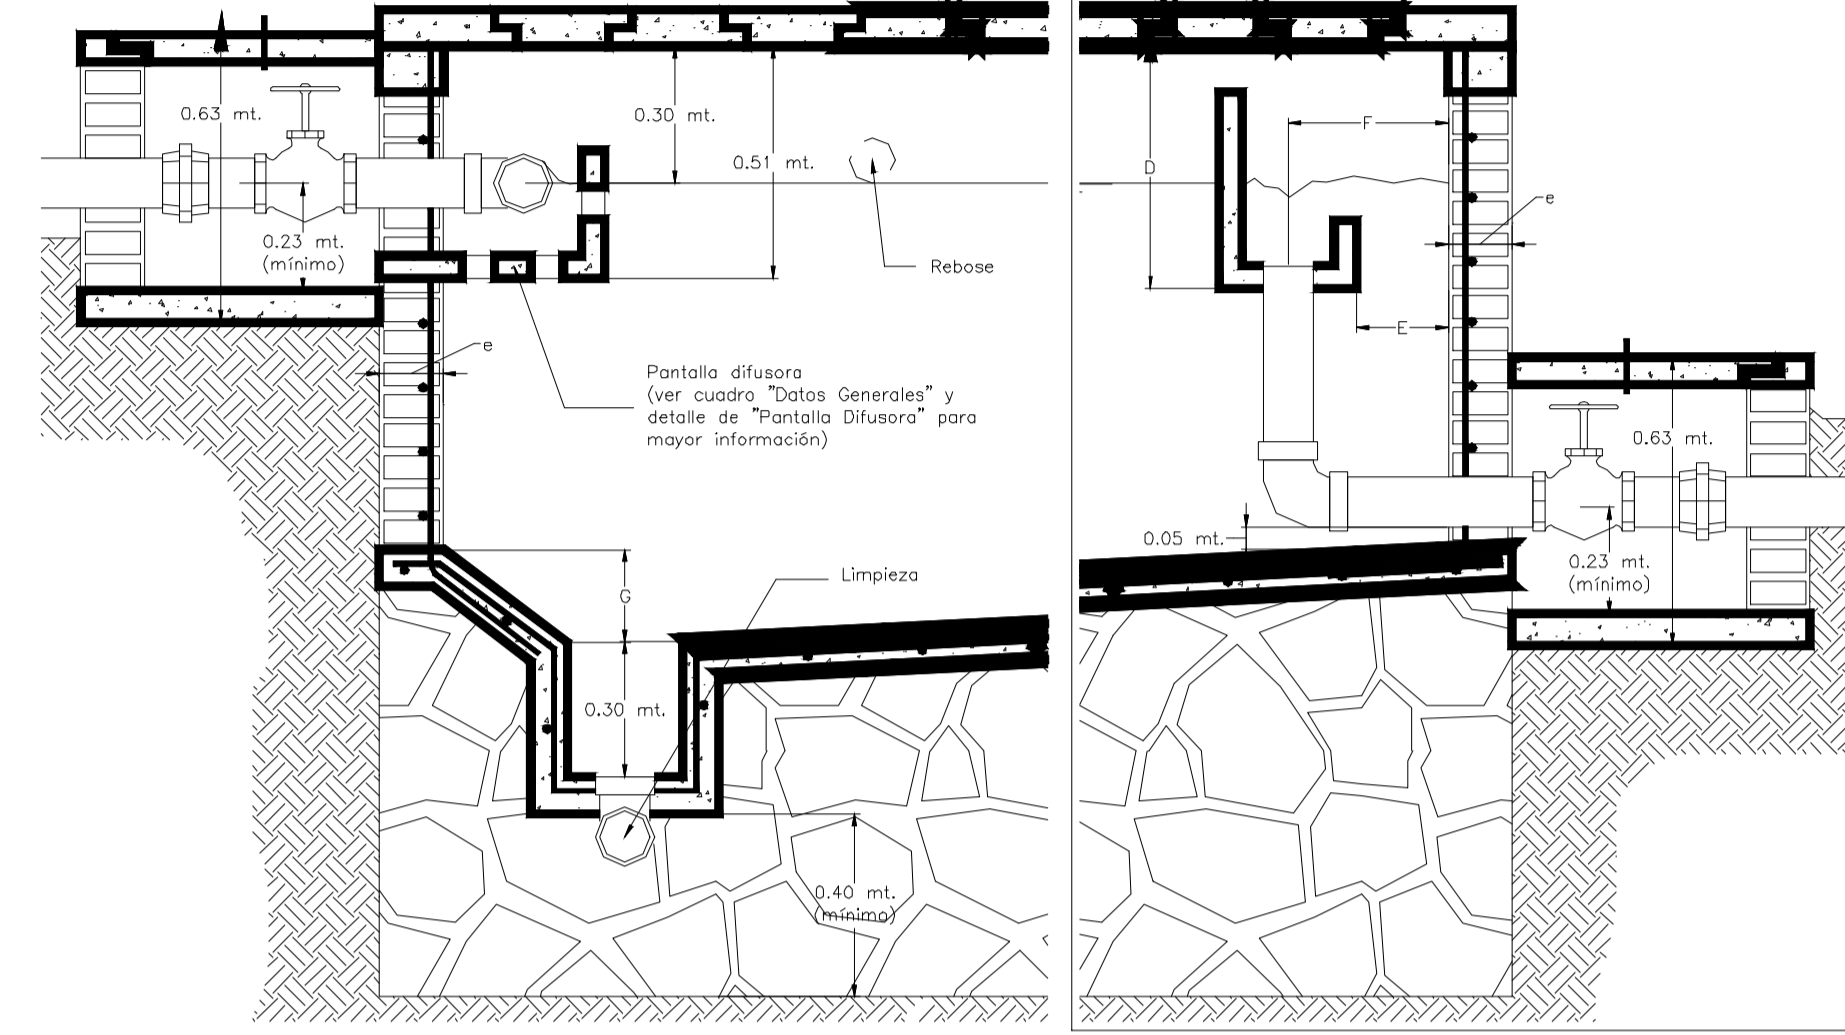 0.63 mt.
0.30 mt.
0.51 mt.
0.23 mt.
(mínimo)
Rebose
e
Pantalla difusora
(ver cuadro "Datos Generales" y
detalle de "Pantalla Difusora" para
mayor información)
Limpieza
G
0.30 mt.
0.40 mt.
(mínimo)
F
D
e
E
0.63 mt.
0.05 mt.
0.23 mt.
(mínimo)